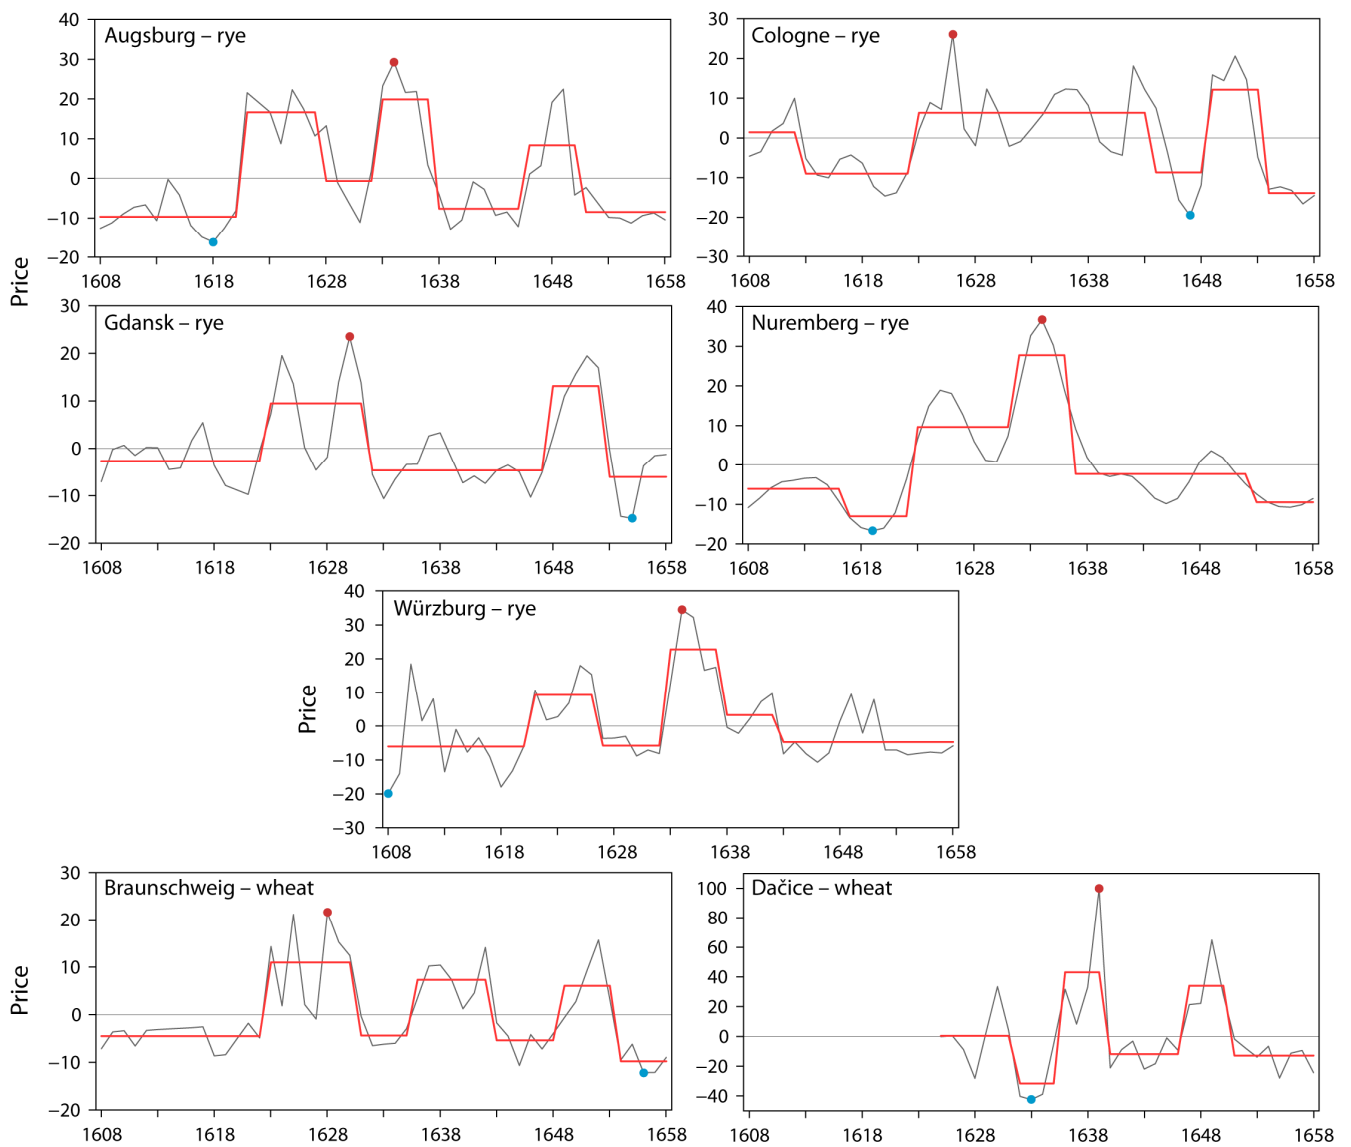 Augsburg – rye
40
30
20
10
0
−10
−20
1608 1618 1628 1638 1648 1658
Cologne – rye
30
20
10
0
−10
−20
−30
1608 1618 1628 1638 1648 1658
Price
Gdansk – rye
30
20
10
0
−10
−20
1608 1618 1628 1638 1648 1658
Nuremberg – rye
40
30
20
10
0
−10
−20
1608 1618 1628 1638 1648 1658
Würzburg – rye
40
30
20
10
0
−10
−20
−30
Price
1608 1618 1628 1638 1648 1658
Braunschweig – wheat
30
20
10
0
−10
−20
Price
1608 1618 1628 1638 1648 1658
Dačice – wheat
100
80
60
40
20
0
−20
−40
1608 1618 1628 1638 1648 1658